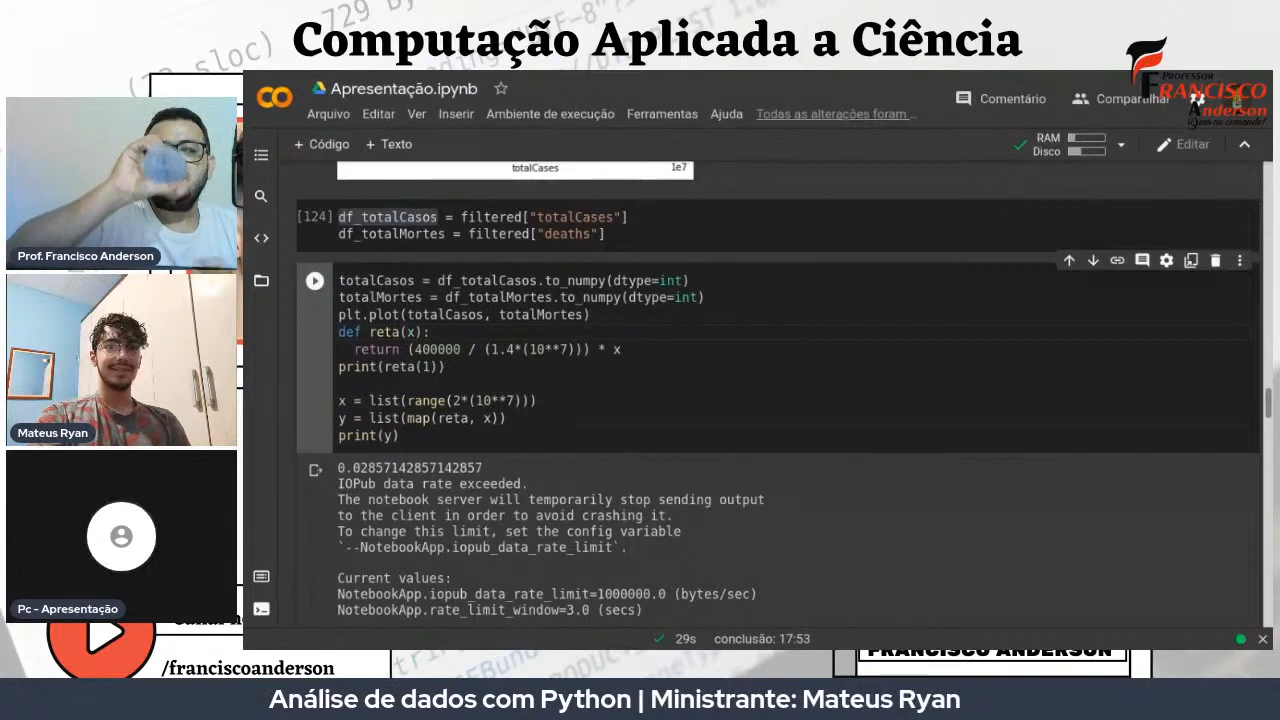 729 by
(12 sloc)
Computação Aplicada a Ciência
PROFESSOR
FRANCISCO
Anderson
Apresentação.ipynb
Comentário
Compartilhar
Arquivo Editar Ver Inserir Ambiente de execução Ferramentas Ajuda Todas as alterações foram ...
+ Código + Texto
RAM
Disco
Editar
totalCases 1e7
[124] df_totalCasos = filtered["totalCases"]
df_totalMortes = filtered["deaths"]
totalCasos = df_totalCasos.to_numpy(dtype=int)
totalMortes = df_totalMortes.to_numpy(dtype=int)
plt.plot(totalCasos, totalMortes)
def reta(x):
return (400000 / (1.4*(10**7))) * x
print(reta(1))
x = list(range(2*(10**7)))
y = list(map(reta, x))
print(y)
0.02857142857142857
IOPub data rate exceeded.
The notebook server will temporarily stop sending output
to the client in order to avoid crashing it.
To change this limit, set the config variable
`--NotebookApp.iopub_data_rate_limit`.
Current values:
NotebookApp.iopub_data_rate_limit=1000000.0 (bytes/sec)
NotebookApp.rate_limit_window=3.0 (secs)
29s conclusão: 17:53
Prof. Francisco Anderson
Mateus Ryan
Pc - Apresentação
/franciscoanderson
FRANCISCO ANDERSON
Análise de dados com Python | Ministrante: Mateus Ryan